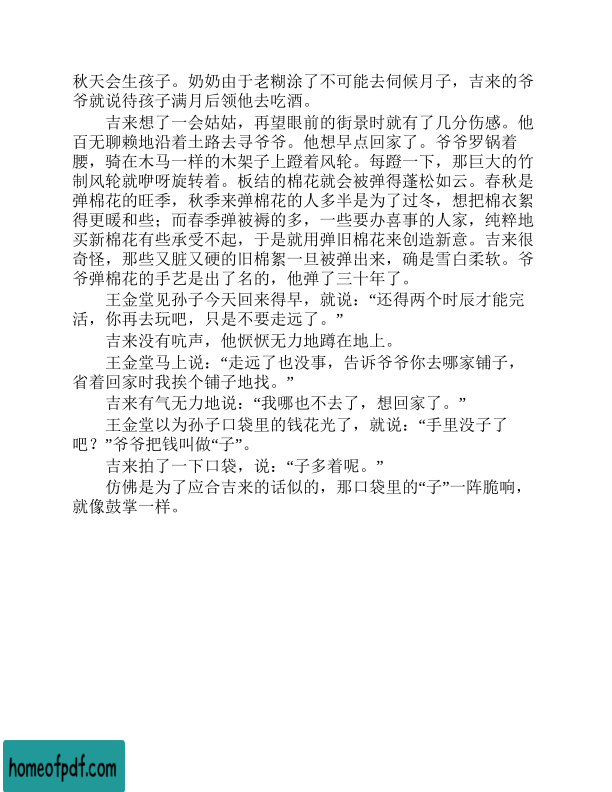 秋天会生孩子。奶奶由于老糊涂了不可能去伺候月子，吉来的爷
爷就说待孩子满月后领他去吃酒。
吉来想了一会姑姑，再望眼前的街景时就有了几分伤感。他
百无聊赖地沿着土路去寻爷爷。他想早点回家了。爷爷罗锅着
腰，骑在木马一样的木架子上蹬着风轮。每蹬一下，那巨大的竹
制风轮就咿呀旋转着。板结的棉花就会被弹得蓬松如云。春秋是
弹棉花的旺季，秋季来弹棉花的人多半是为了过冬，想把棉衣絮
得更暖和些；而春季弹被褥的多，一些要办喜事的人家，纯粹地
买新棉花有些承受不起，于是就用弹旧棉花来创造新意。吉来很
奇怪，那些又脏又硬的旧棉絮一旦被弹出来，确是雪白柔软。爷
爷弹棉花的手艺是出了名的，他弹了三十年了。
王金堂见孙子今天回来得早，就说：“还得两个时辰才能完
活，你再去玩吧，只是不要走远了。”
吉来没有吭声，他恹恹无力地蹲在地上。
王金堂马上说：“走远了也没事，告诉爷爷你去哪家铺子，
省着回家时我挨个铺子地找。”
吉来有气无力地说：“我哪也不去了，想回家了。”
王金堂以为孙子口袋里的钱花光了，就说：“手里没子了
吧？”爷爷把钱叫做“子”。
吉来拍了一下口袋，说：“子多着呢。”
仿佛是为了应合吉来的话似的，那口袋里的“子”一阵脆响，
就像鼓掌一样。
homeofpdf.com